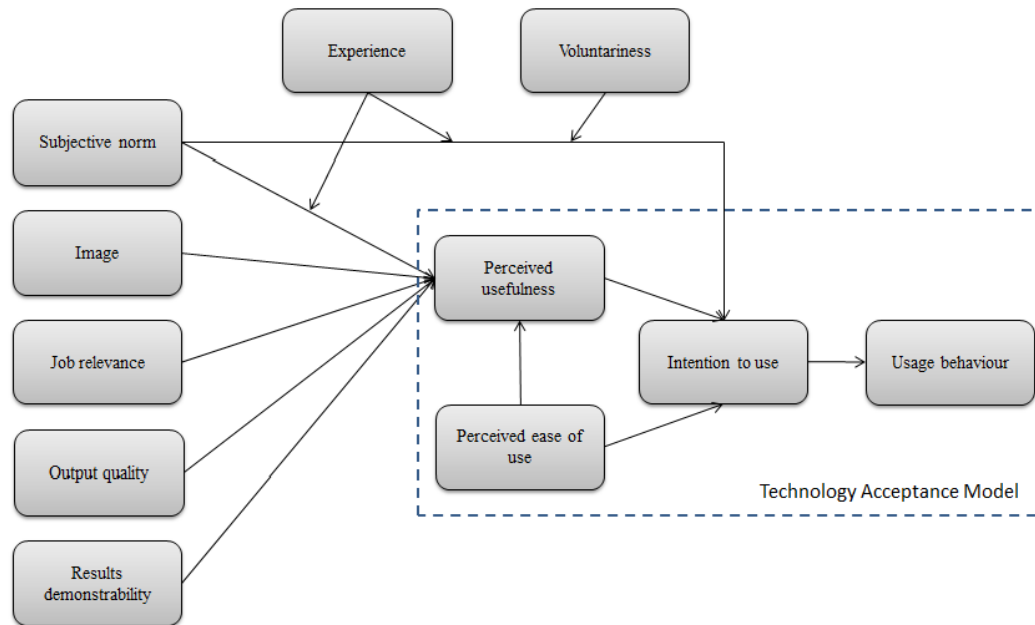 Experience
Voluntariness
Subjective norm
Image
Perceived
usefulness
Job relevance
Intention to use
Usage behaviour
Perceived ease of
use
Output quality
Technology Acceptance Model
Results
demonstrability